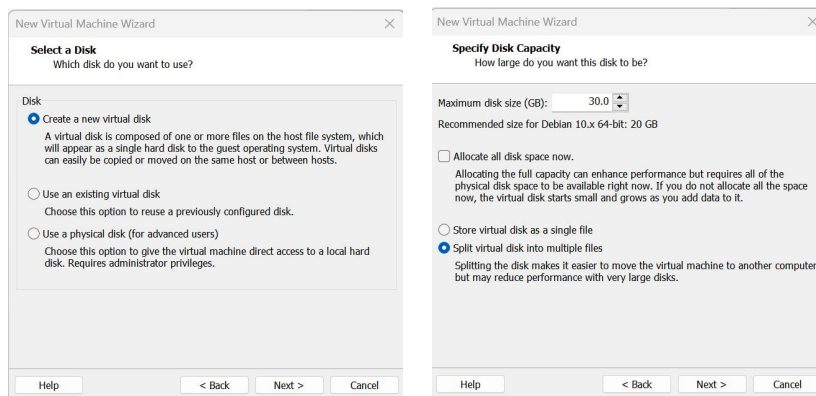 New Virtual Machine Wizard
Select a Disk
Which disk do you want to use?
Disk
Create a new virtual disk
A virtual disk is composed of one or more files on the host file system, which
will appear as a single hard disk to the guest operating system. Virtual disks
can easily be copied or moved on the same host or between hosts.
Use an existing virtual disk
Choose this option to reuse a previously configured disk.
Use a physical disk (for advanced users)
Choose this option to give the virtual machine direct access to a local hard
disk. Requires administrator privileges.
Help
< Back
Next >
Cancel
New Virtual Machine Wizard
Specify Disk Capacity
How large do you want this disk to be?
Maximum disk size (GB): 30.0
Recommended size for Debian 10.x 64-bit: 20 GB
Allocate all disk space now.
Allocating the full capacity can enhance performance but requires all of the
physical disk space to be available right now. If you do not allocate all the space
now, the virtual disk starts small and grows as you add data to it.
Store virtual disk as a single file
Split virtual disk into multiple files
Splitting the disk makes it easier to move the virtual machine to another computer
but may reduce performance with very large disks.
Help
< Back
Next >
Cancel